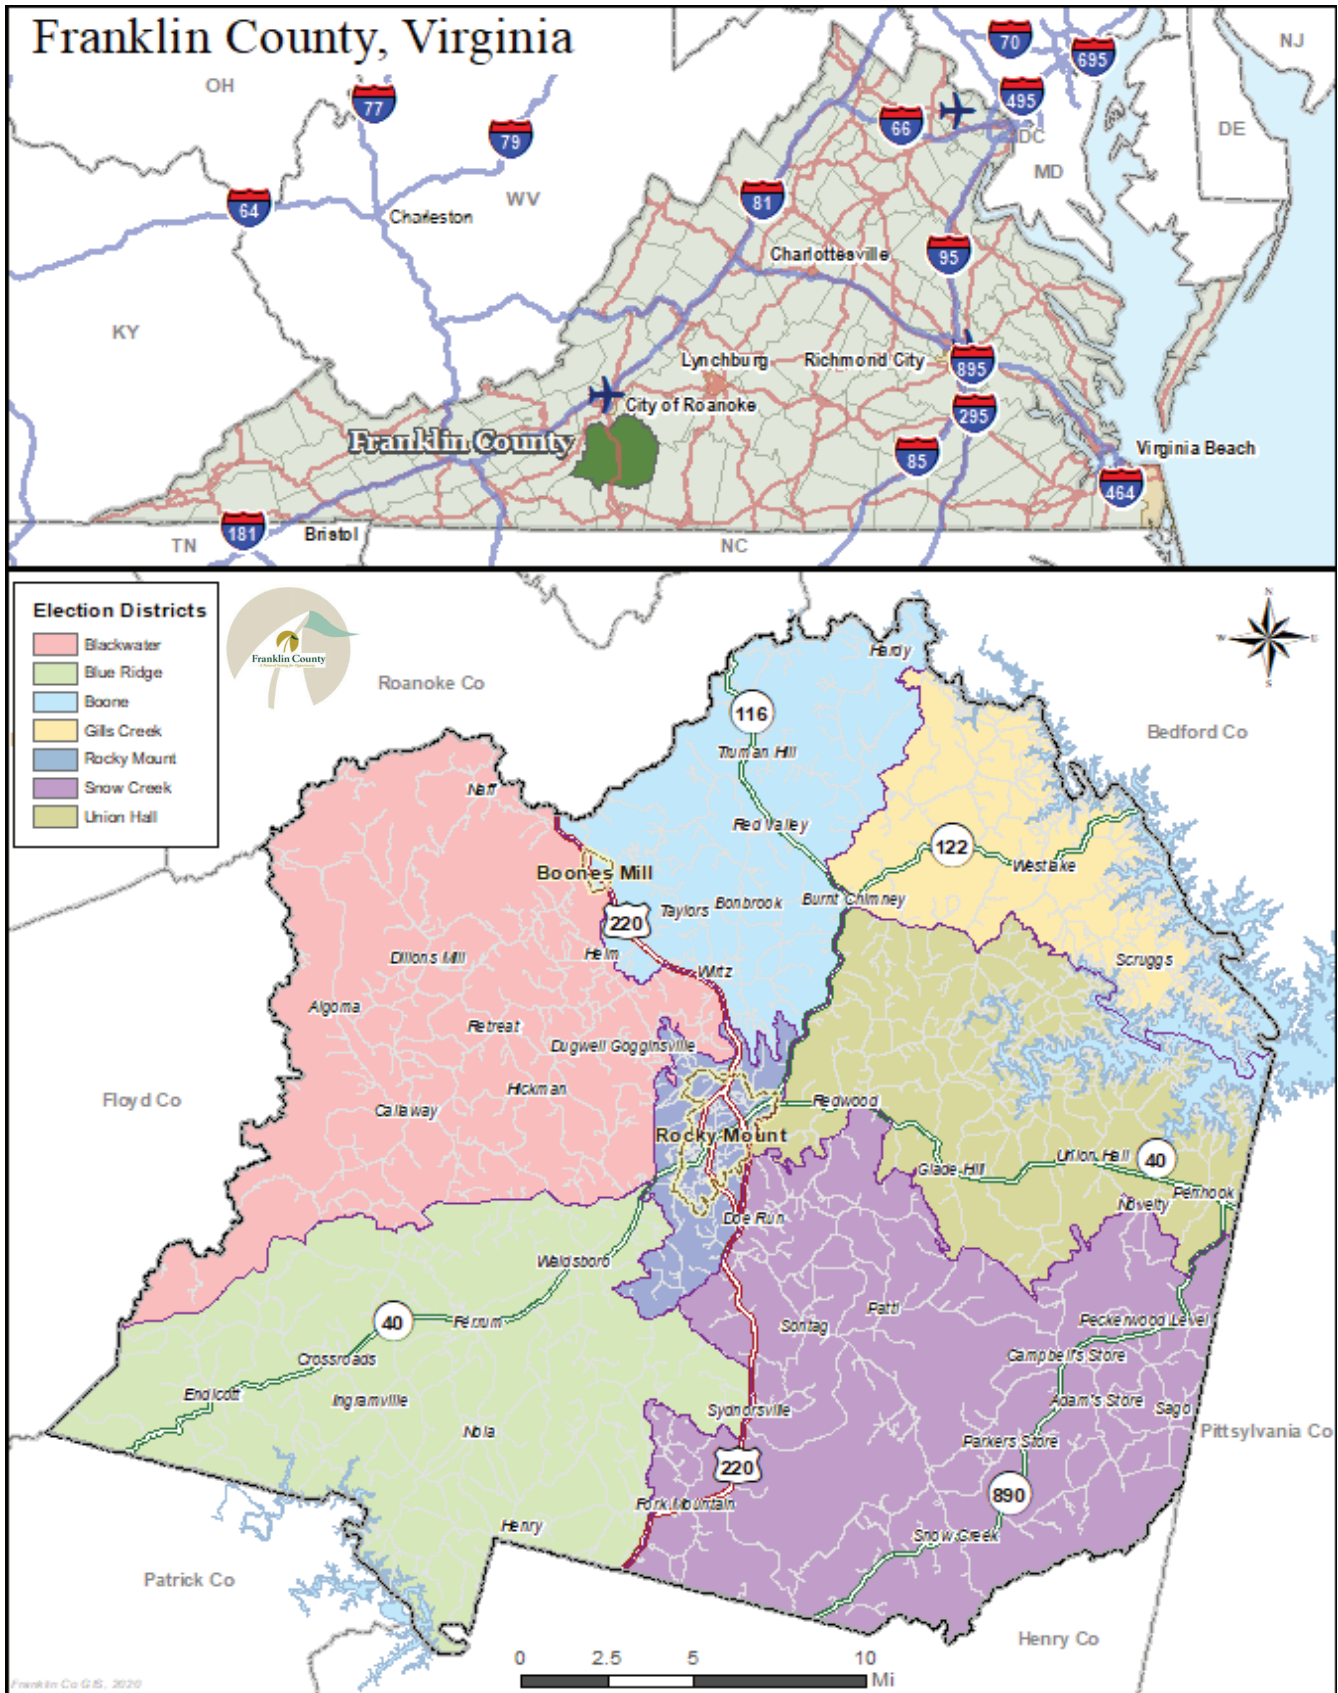 Franklin County, Virginia
OH
NJ
70
695
77
495
79
66
DC
DE
MD
WV
64
81
Charleston
95
Charlottesville
KY
Lynchburg
Richmond City
895
City of Roanoke
295
Franklin County
Virginia Beach
85
464
181
Bristol
TN
NC
Election Districts
Blackwater
Blue Ridge
Boone
Gills Creek
Rocky Mount
Snow Creek
Union Hall
Franklin County
N
W
E
S
Roanoke Co
Hardy
Bedford Co
116
Truman Hill
Naff
Red Valley
122
Westlake
Boones Mill
Taylors
Bonbrook
Burnt Chimney
220
Helm
Dillons Mill
Wirtz
Scruggs
Algoma
Retreat
Dugwell
Gogginsville
Hickman
Floyd Co
Callaway
Redwood
Rocky Mount
Glade Hill
Union Hall
40
Penhook
Novelty
Doe Run
Waldsboro
Patti
40
Ferrum
Sontag
Peckerwood Level
Crossroads
Campbell's Store
Endicott
Ingramville
Adam's Store
Sago
Sydnorsville
Nola
Parkers Store
Pittsylvania Co
220
890
Fork Mountain
Henry
Snow Creek
Patrick Co
Henry Co
0
2.5
5
10
Mi
Franklin Co GIS, 2020